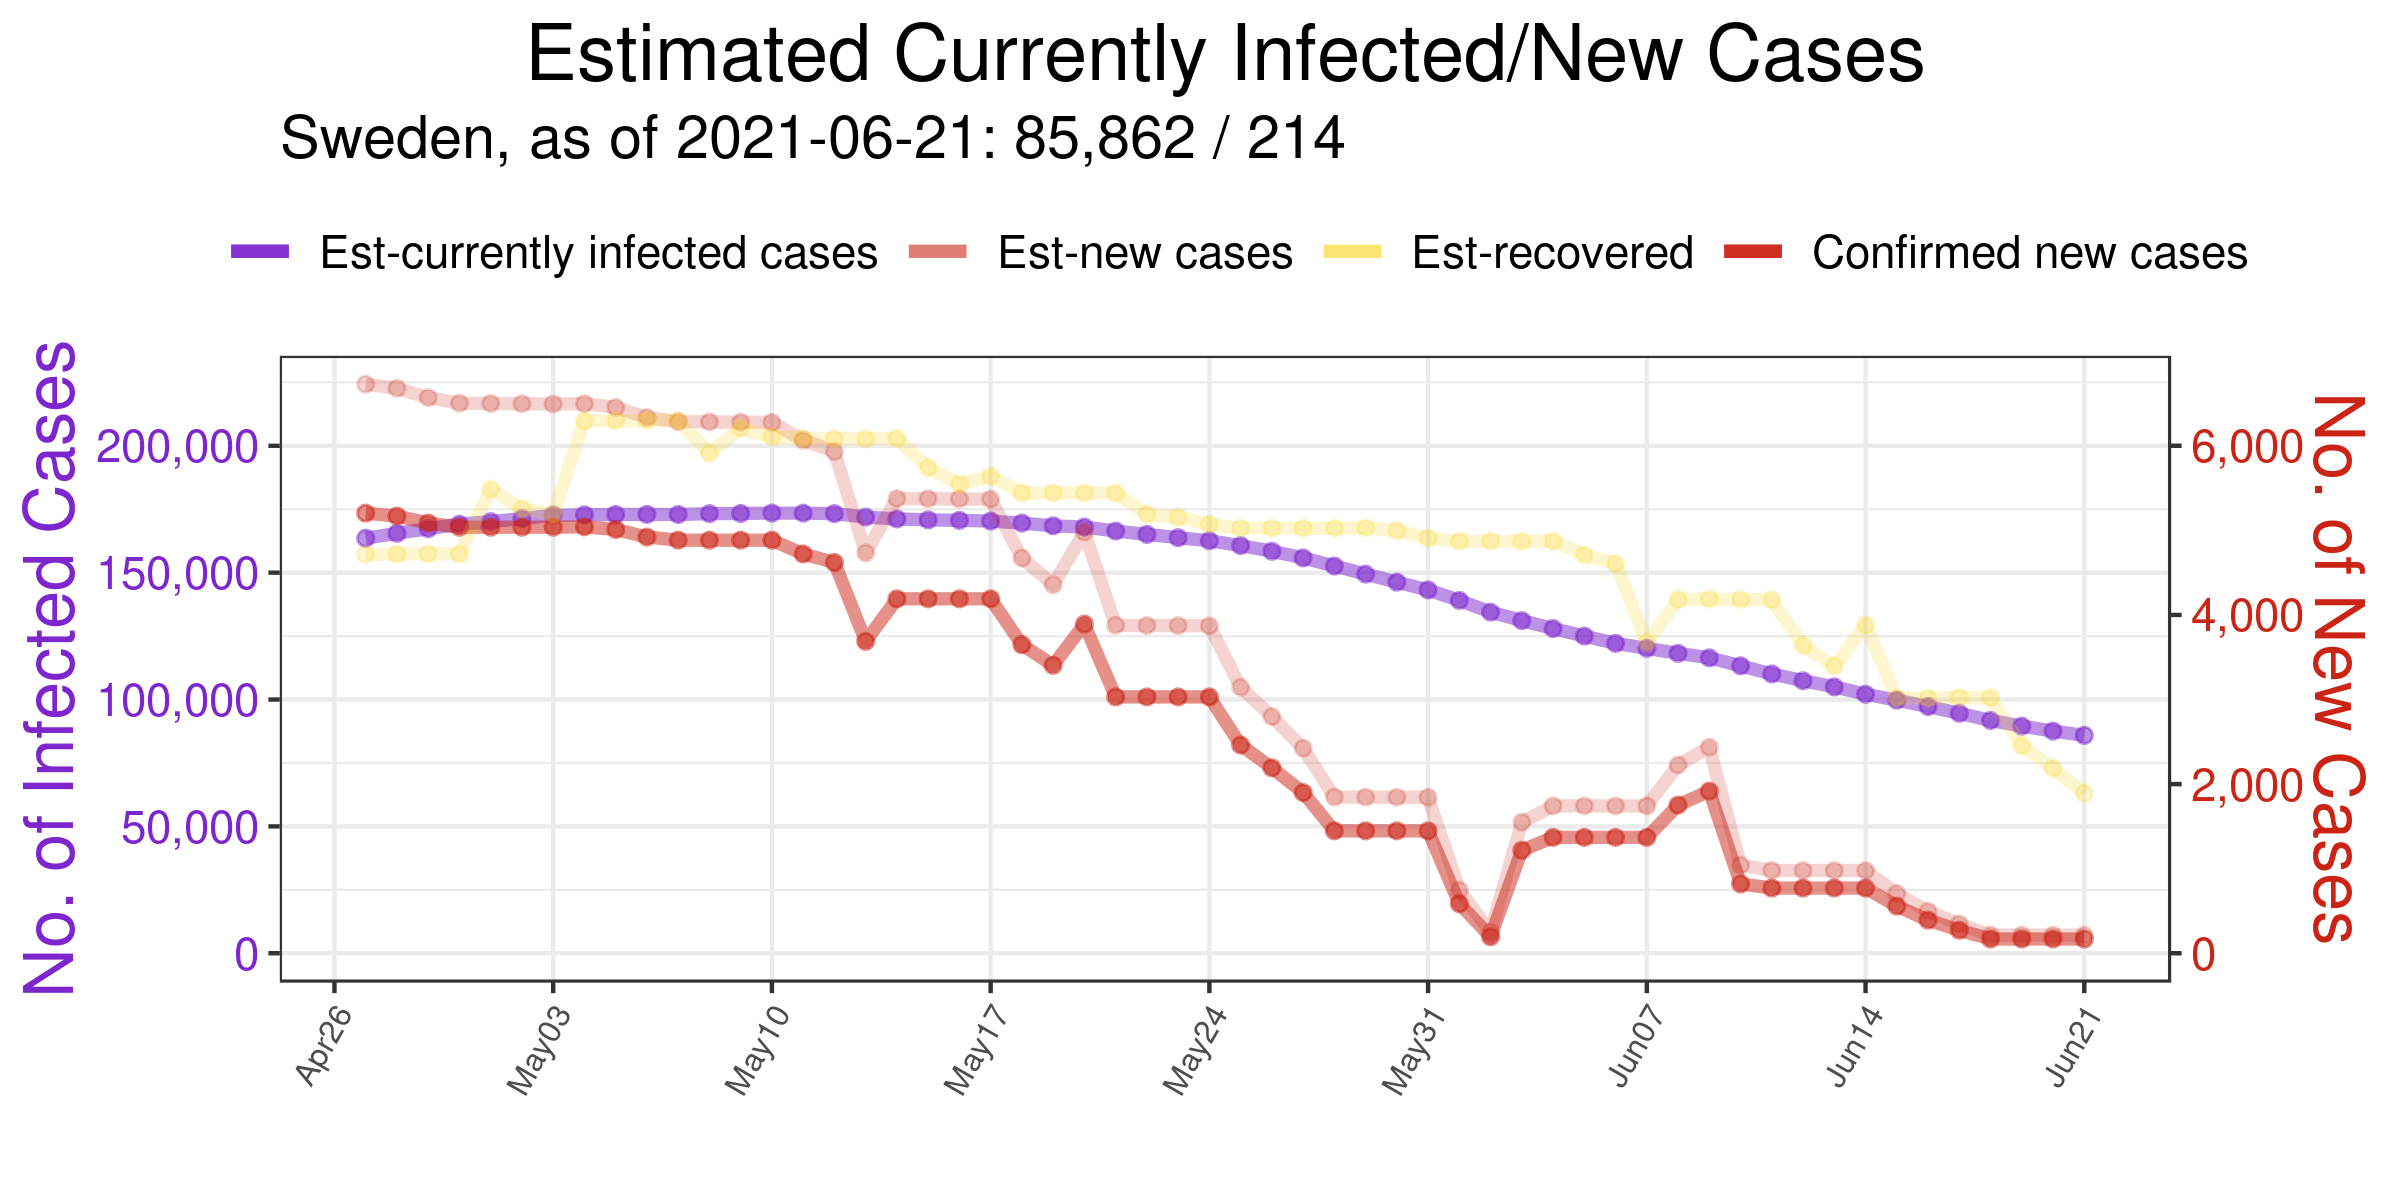 Estimated Currently Infected/New Cases
Sweden, as of 2021-06-21: 85,862 / 214
Est-currently infected cases Est-new cases Est-recovered Confirmed new cases
No. of Infected Cases
200,000
150,000
100,000
50,000
0
6,000
4,000
2,000
0
No. of New Cases
Apr26 May03 May10 May17 May24 May31 Jun07 Jun14 Jun21